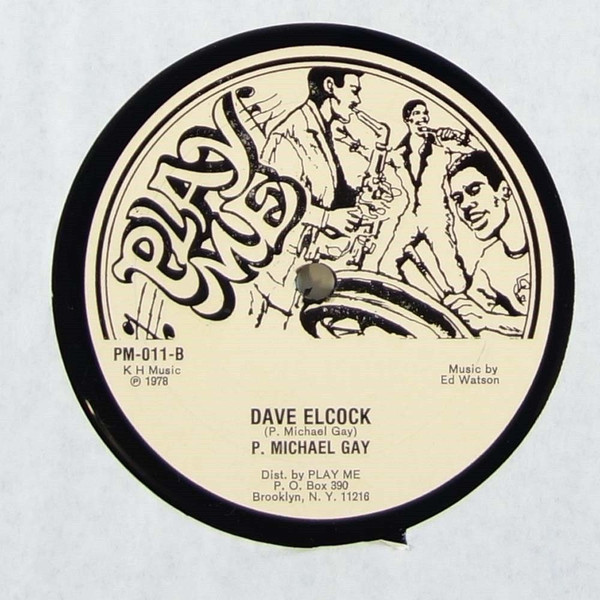 PLAY
ME
PM-011-B
K H Music
℗ 1978
Music by
Ed Watson
DAVE ELCOCK
(P. Michael Gay)
P. MICHAEL GAY
Dist. by PLAY ME
P. O. Box 390
Brooklyn, N. Y. 11216